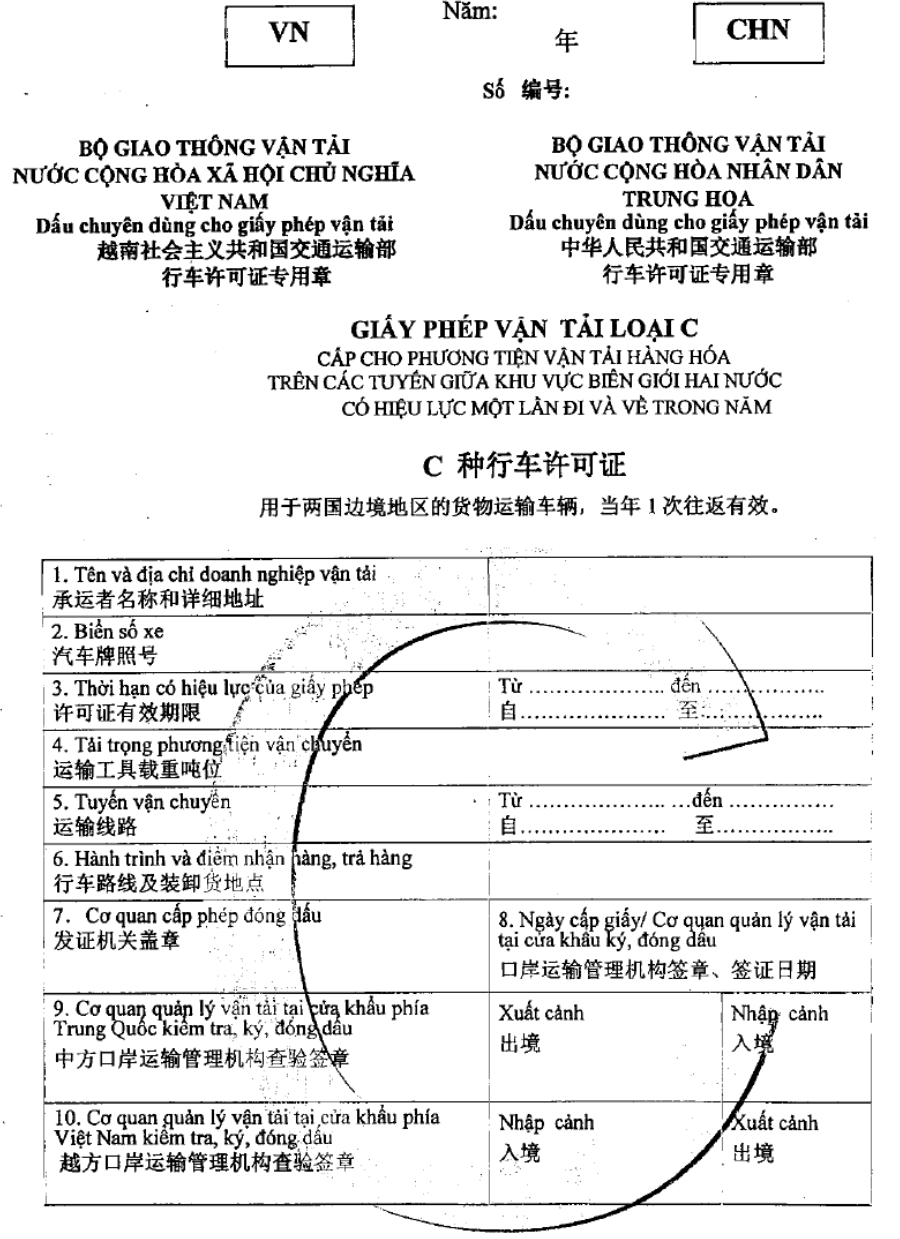 VN
Năm:
年
CHN
Số 编号:
BỘ GIAO THÔNG VẬN TẢI
NƯỚC CỘNG HÒA XÃ HỘI CHỦ NGHĨA
VIỆT NAM
Dấu chuyên dùng cho giấy phép vận tải
越南社会主义共和国交通运输部
行车许可证专用章
BỘ GIAO THÔNG VẬN TẢI
NƯỚC CỘNG HÒA NHÂN DÂN
TRUNG HOA
Dấu chuyên dùng cho giấy phép vận tải
中华人民共和国交通运输部
行车许可证专用章
GIẤY PHÉP VẬN TẢI LOẠI C
CẤP CHO PHƯƠNG TIỆN VẬN TẢI HÀNG HÓA
TRÊN CÁC TUYẾN GIỮA KHU VỰC BIÊN GIỚI HAI NƯỚC
CÓ HIỆU LỰC MỘT LẦN ĐI VÀ VỀ TRONG NĂM
C 种行车许可证
用于两国边境地区的货物运输车辆，当年 1 次往返有效。
1. Tên và địa chỉ doanh nghiệp vận tải
承运者名称和详细地址
2. Biển số xe
汽车牌照号
3. Thời hạn có hiệu lực của giấy phép
许可证有效期限
Từ ………………… đến ………………
自………………… 至………………
4. Tải trọng phương tiện vận chuyển
运输工具载重吨位
5. Tuyến vận chuyển
运输线路
Từ ………………… …đến ……………
自………………… 至………………
6. Hành trình và điểm nhận hàng, trả hàng
行车路线及装卸货地点
7. Cơ quan cấp phép đóng dấu
发证机关盖章
8. Ngày cấp giấy/ Cơ quan quản lý vận tải
tại cửa khẩu ký, đóng dấu
口岸运输管理机构签章、签证日期
9. Cơ quan quản lý vận tải tại cửa khẩu phía
Trung Quốc kiểm tra, ký, đóng dấu
中方口岸运输管理机构查验签章
Xuất cảnh
出境
Nhập cảnh
入境
10. Cơ quan quản lý vận tải tại cửa khẩu phía
Việt Nam kiểm tra, ký, đóng dấu
越方口岸运输管理机构查验签章
Nhập cảnh
入境
Xuất cảnh
出境